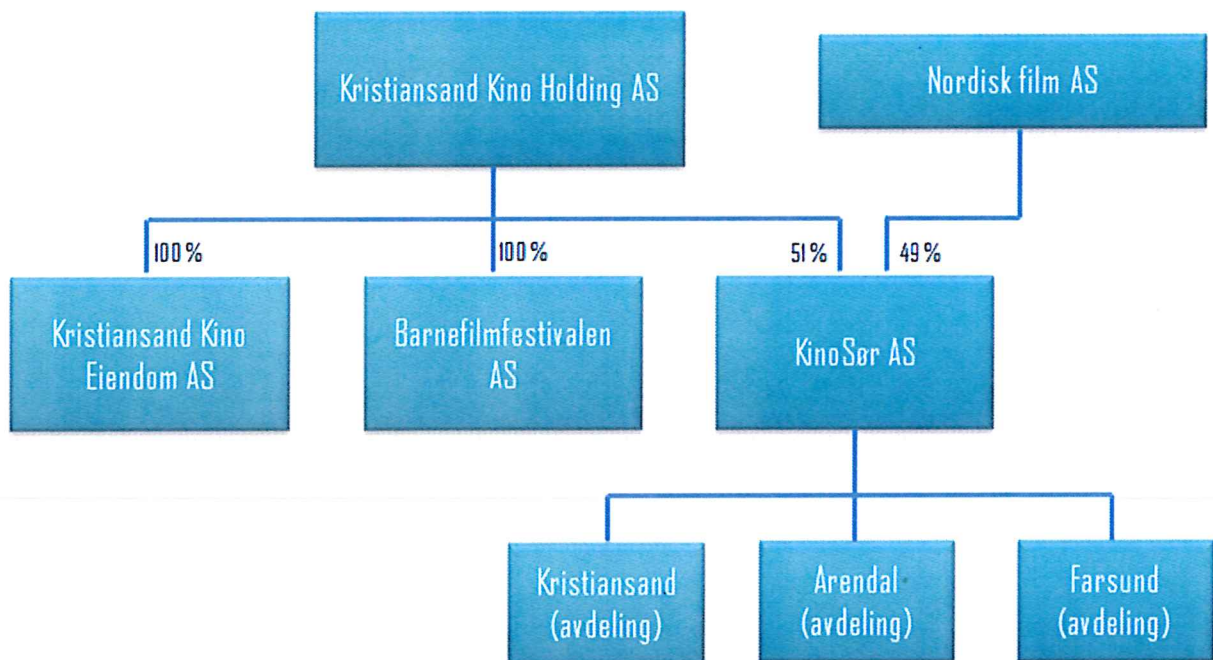 Kristiansand Kino Holding AS
Nordisk film AS
100 %
100 %
51 %
49 %
Kristiansand Kino
Eiendom AS
Barnefilmfestivalen
AS
KinoSør AS
Kristiansand
(avdeling)
Arendal
(avdeling)
Farsund
(avdeling)